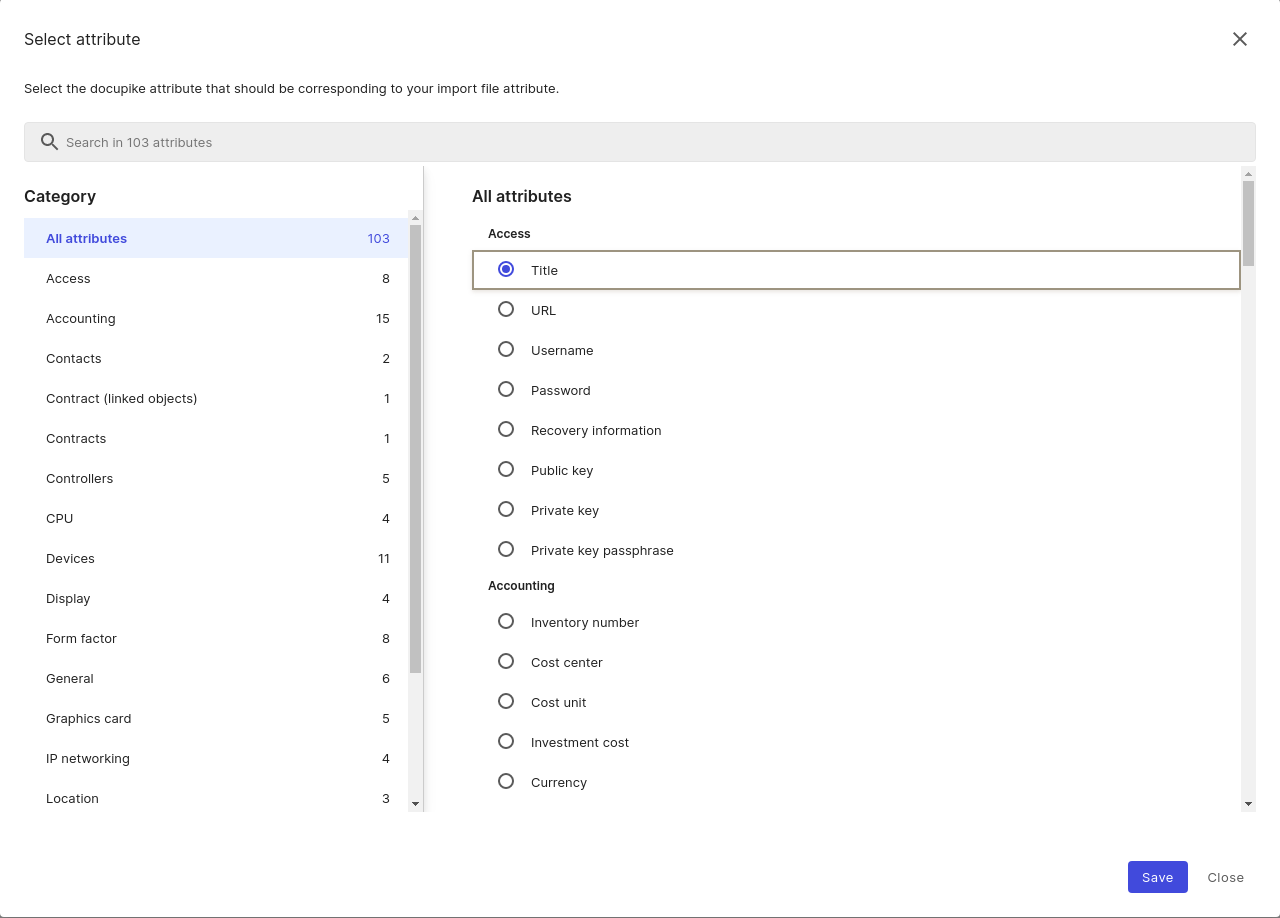 Select attribute
Select the docupike attribute that should be corresponding to your import file attribute.
Search in 103 attributes
Category
All attributes 103
Access 8
Accounting 15
Contacts 2
Contract (linked objects) 1
Contracts 1
Controllers 5
CPU 4
Devices 11
Display 4
Form factor 8
General 6
Graphics card 5
IP networking 4
Location 3
All attributes
Access
Title
URL
Username
Password
Recovery information
Public key
Private key
Private key passphrase
Accounting
Inventory number
Cost center
Cost unit
Investment cost
Currency
Save Close